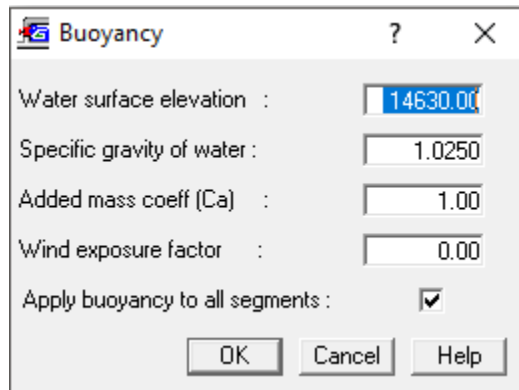 Buoyancy ? ×
Water surface elevation : 14630.00
Specific gravity of water : 1.0250
Added mass coeff (Ca) : 1.00
Wind exposure factor : 0.00
Apply buoyancy to all segments :
OK Cancel Help